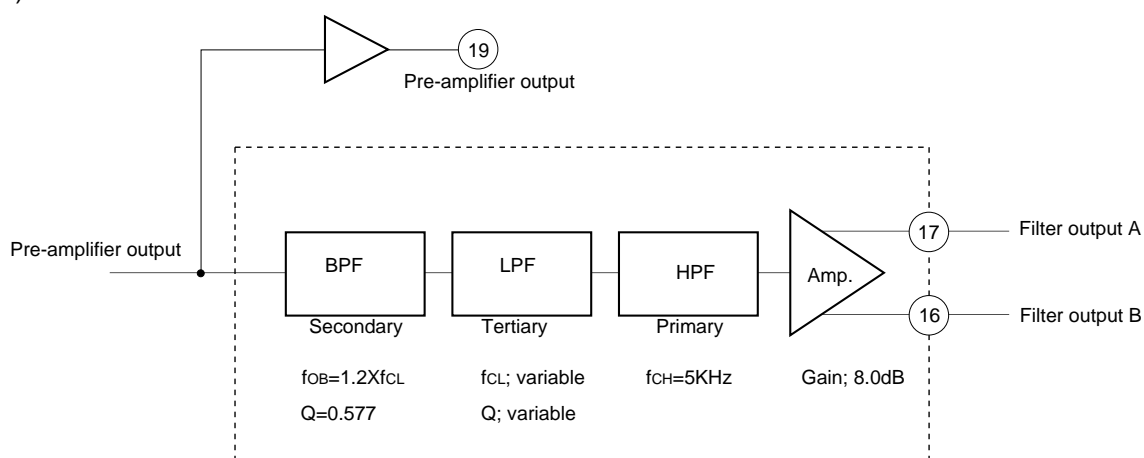 )
19
Pre-amplifier output
17
Filter output A
Pre-amplifier output
BPF
LPF
HPF
Amp.
16
Filter output B
Secondary
Tertiary
Primary
fOB=1.2XfCL
fCL; variable
fCH=5KHz
Gain; 8.0dB
Q=0.577
Q; variable